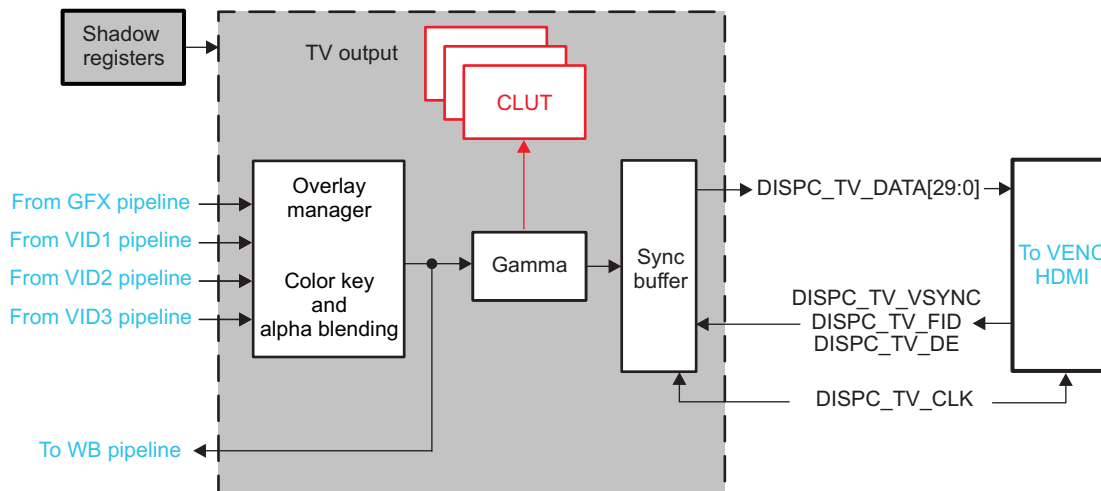 Shadow
registers
TV output
CLUT
Overlay
manager
Color key
and
alpha blending
From GFX pipeline
From VID1 pipeline
From VID2 pipeline
From VID3 pipeline
To WB pipeline
Gamma
Sync
buffer
DISPC_TV_DATA[29:0]
DISPC_TV_VSYNC
DISPC_TV_FID
DISPC_TV_DE
DISPC_TV_CLK
To VENC
HDMI